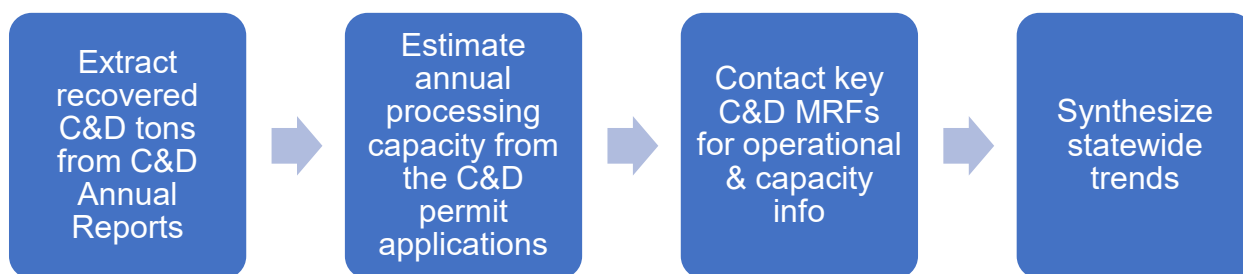 Extract
recovered
C&D tons
from C&D
Annual
Reports
Estimate
annual
processing
capacity from
the C&D
permit
applications
Contact key
C&D MRFs
for operational
& capacity
info
Synthesize
statewide
trends